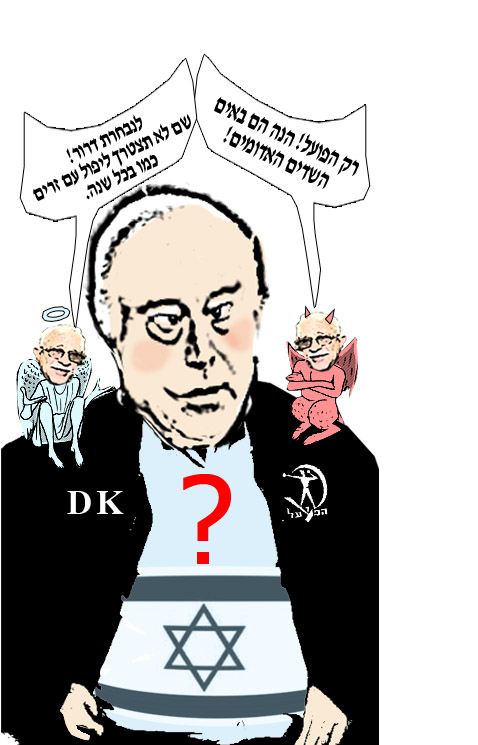 רק הפועל! הנה הם באים
השדים האדומים!
לנבחרת דרור!
שם לא תצטרך ליפול עם זרים
כמו בכל שנה.
DK
הפועל
?